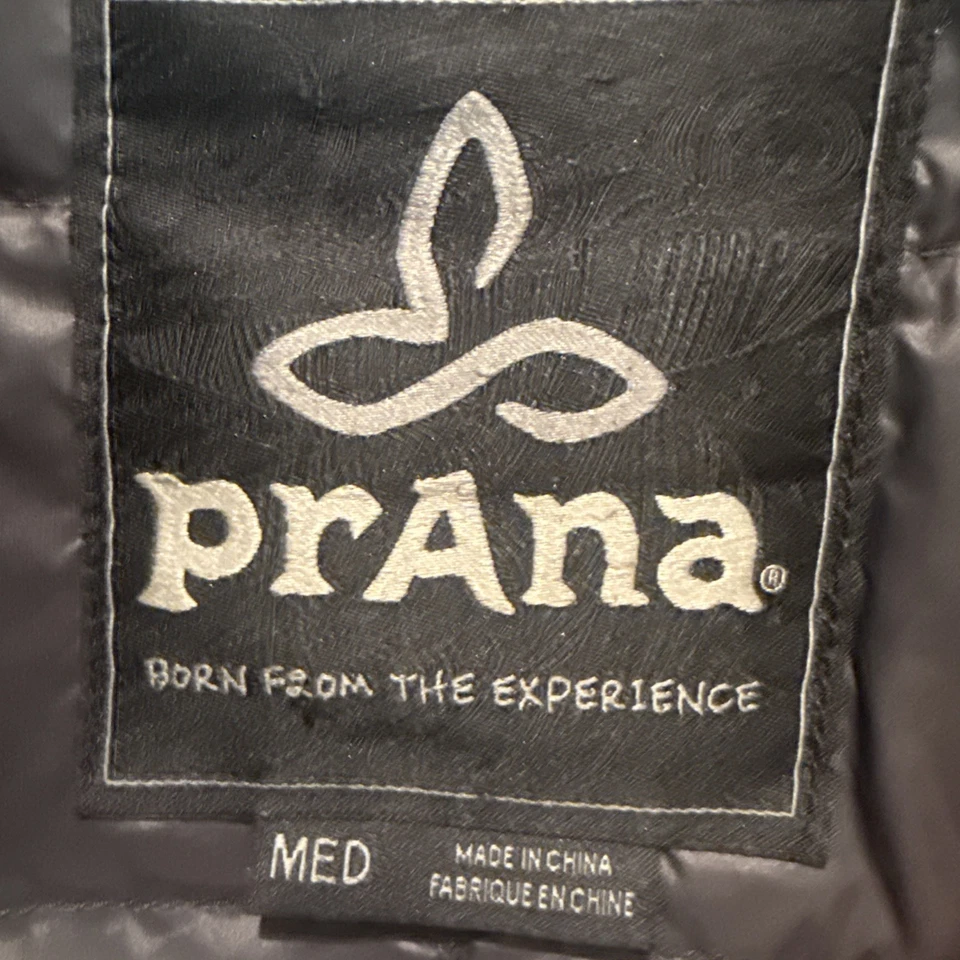 prAna®
BORN FROM THE EXPERIENCE
MED
MADE IN CHINA
FABRIQUE EN CHINE